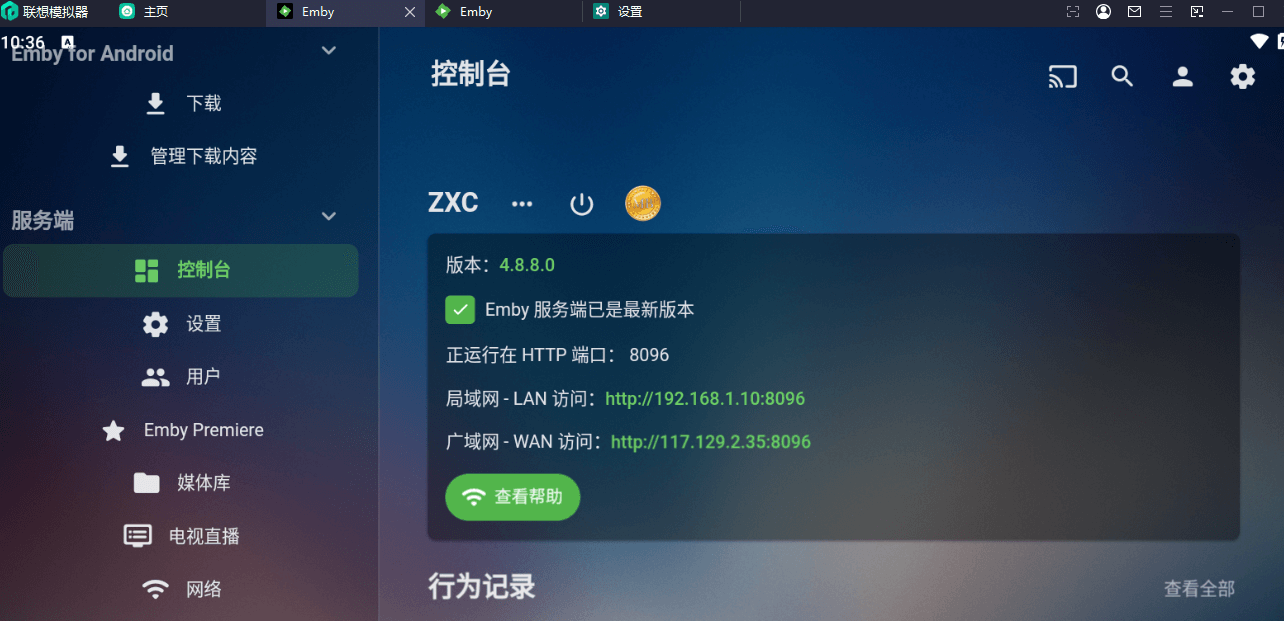 联想模拟器 主页 Emby Emby 设置
10:36 A
Emby for Android
下载
管理下载内容
服务端
控制台
设置
用户
Emby Premiere
媒体库
电视直播
网络
控制台
ZXC
版本：4.8.8.0
Emby 服务端已是最新版本
正运行在 HTTP 端口： 8096
局域网 - LAN 访问：http://192.168.1.10:8096
广域网 - WAN 访问：http://117.129.2.35:8096
查看帮助
行为记录
查看全部